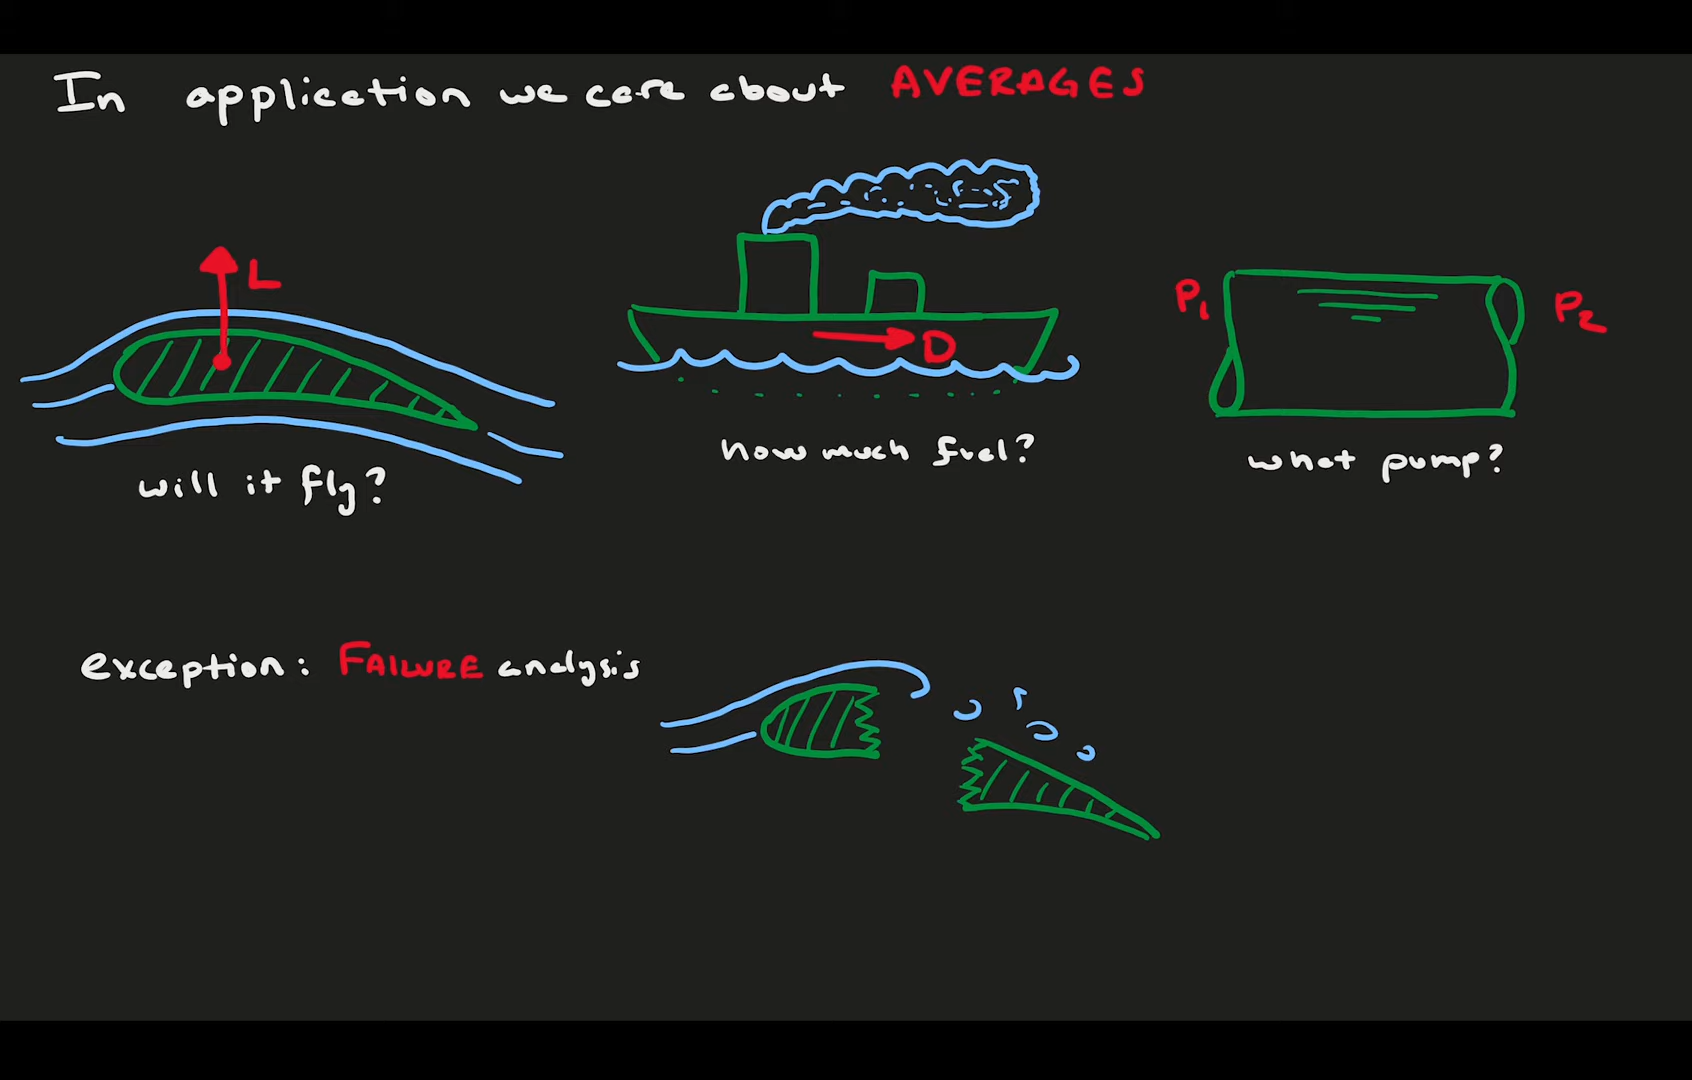 In application we care about AVERAGES
L
D
P1
P2
will it fly?
how much fuel?
what pump?
exception: FAILURE analysis